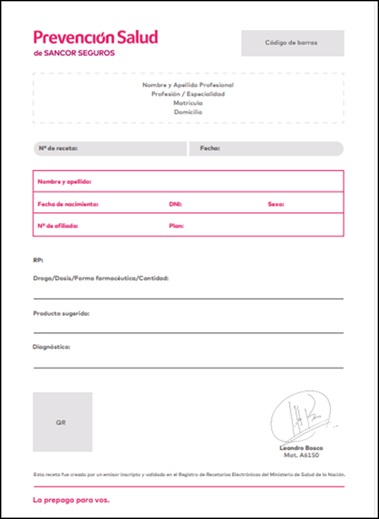 Prevención Salud
de SANCOR SEGUROS
Código de barras
Nombre y Apellido Profesional
Profesión / Especialidad
Matrícula
Domicilio
Nº de receta:
Fecha:
Nombre y apellido:
Fecha de nacimiento: DNI: Sexo:
Nº de afiliado: Plan:
RP:
Droga/Dosis/Forma farmacéutica/Cantidad:
Producto sugerido:
Diagnóstico:
QR
Leandro Bosco
Mat. A6150
Esta receta fue creada por un emisor inscripto y validado en el Registro de Recetarios Electrónicos del Ministerio de Salud de la Nación.
La prepaga para vos.